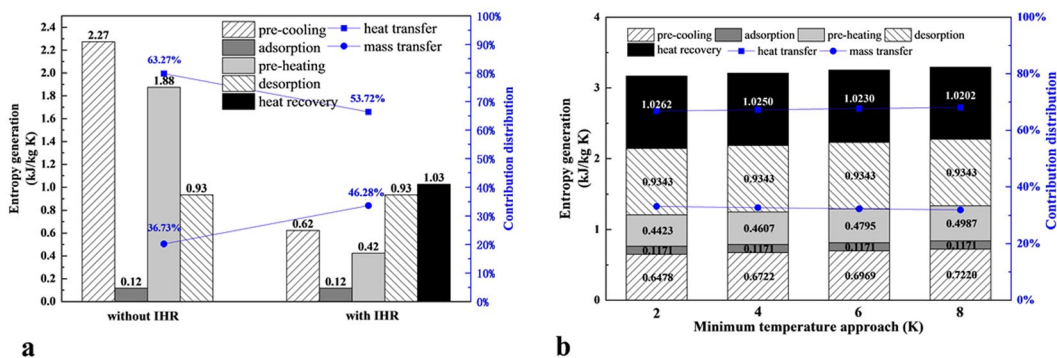 2.4
2.2
2.0
1.8
1.6
1.4
1.2
1.0
0.8
0.6
0.4
0.2
0.0
Entropy generation
(kJ/kg K)
2.27
63.27%
1.88
0.12
0.93
36.73%
pre-cooling
adsorption
pre-heating
desorption
heat recovery
heat transfer
mass transfer
53.72%
46.28%
0.62
0.12
0.42
0.93
1.03
without IHR
with IHR
100%
90%
80%
70%
60%
50%
40%
30%
20%
10%
0%
Contribution distribution
a
4
3
2
1
0
Entropy generation
(kJ/kg K)
pre-cooling adsorption pre-heating desorption
heat recovery heat transfer mass transfer
1.0262 1.0250 1.0230 1.0202
0.9343 0.9343 0.9343 0.9343
0.4423 0.4607 0.4795 0.4987
0.1171 0.1171 0.1171 0.1171
0.6478 0.6722 0.6969 0.7220
2 4 6 8
Minimum temperature approach (K)
100%
80%
60%
40%
20%
0%
Contribution distribution
b